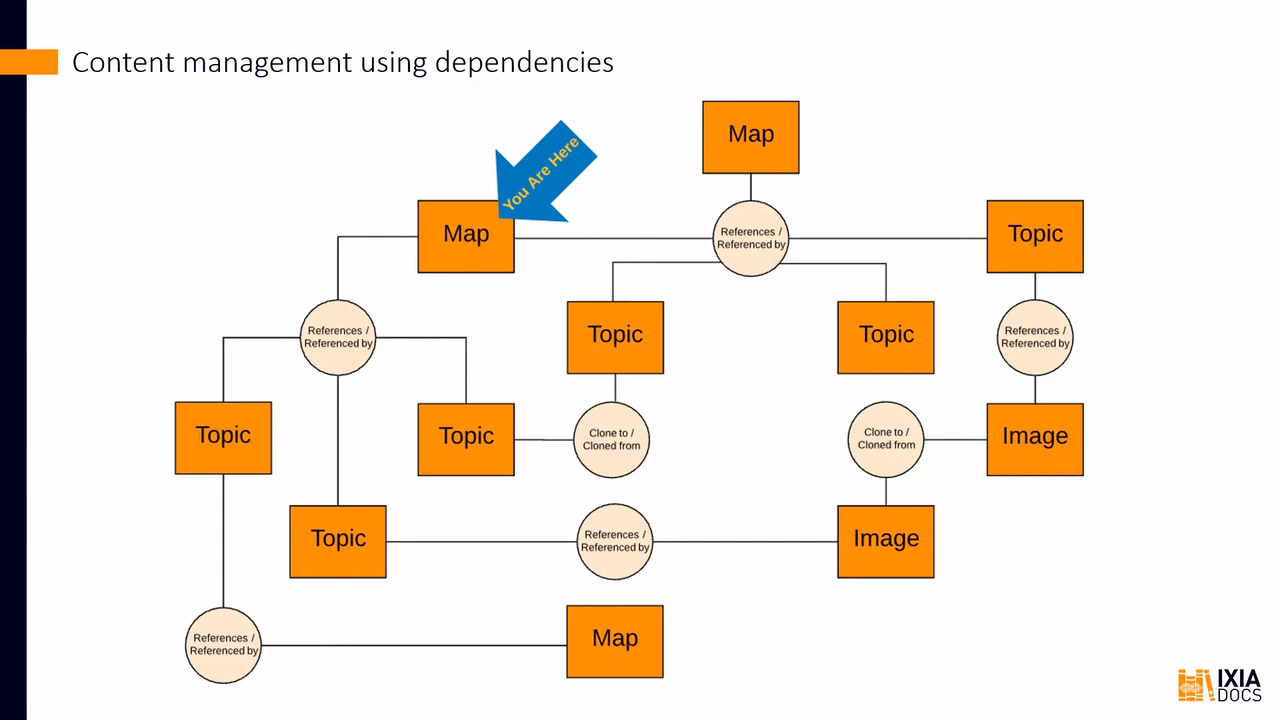 Content management using dependencies
Map
You Are Here
Map
References /
Referenced by
Topic
References /
Referenced by
Topic
Topic
References /
Referenced by
Topic
Topic
Clone to /
Cloned from
Clone to /
Cloned from
Image
Topic
References /
Referenced by
Image
References /
Referenced by
Map
IXIA
DOCS